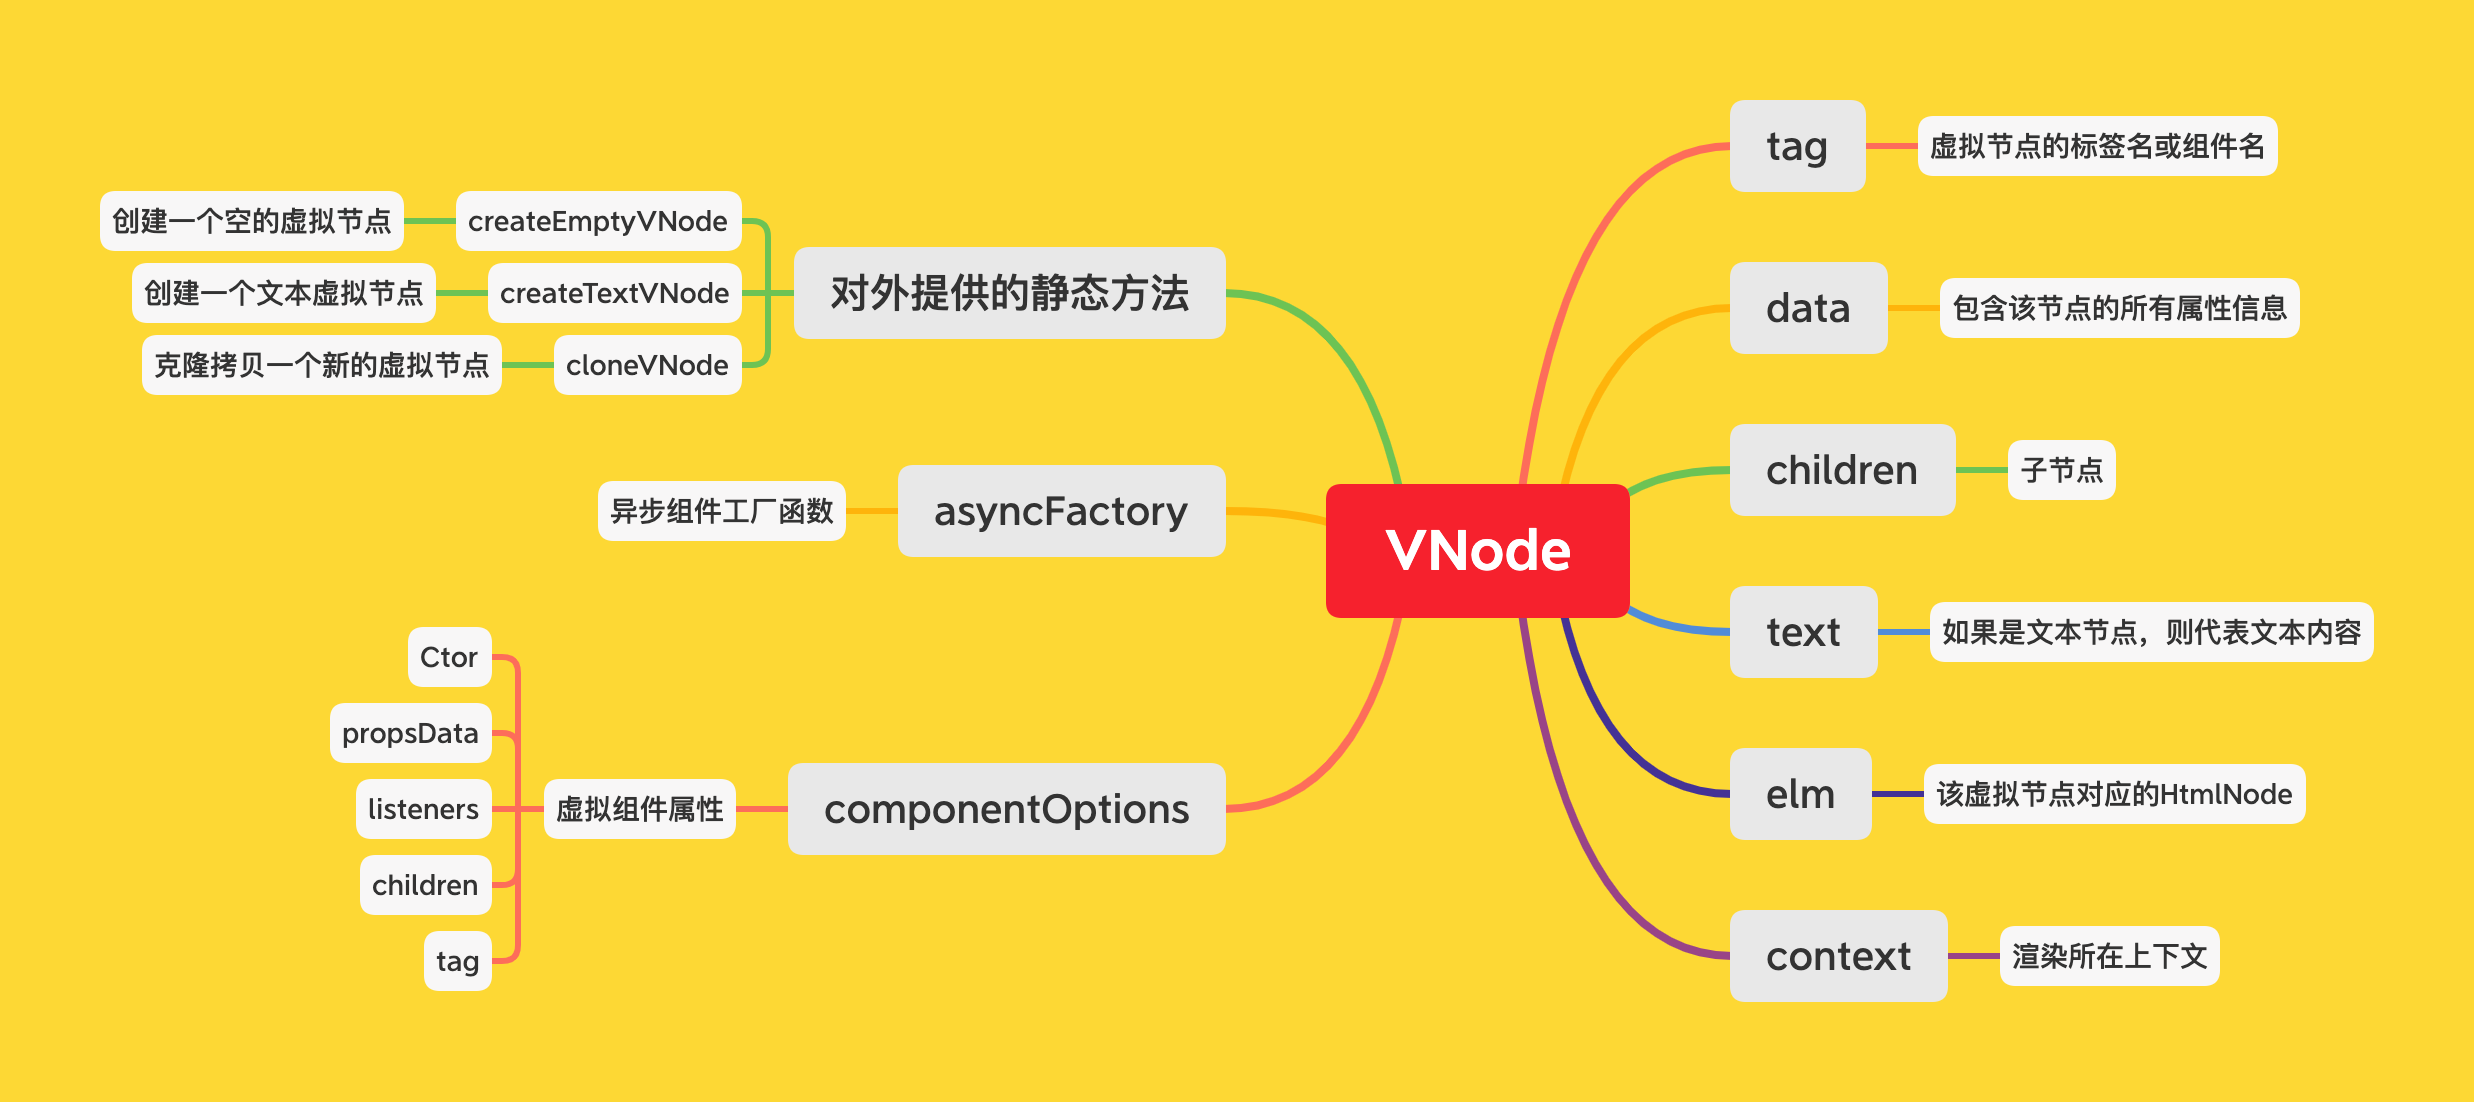 VNode
tag
虚拟节点的标签名或组件名
data
包含该节点的所有属性信息
children
子节点
text
如果是文本节点，则代表文本内容
elm
该虚拟节点对应的HtmlNode
context
渲染所在上下文
对外提供的静态方法
createEmptyVNode
创建一个空的虚拟节点
createTextVNode
创建一个文本虚拟节点
cloneVNode
克隆拷贝一个新的虚拟节点
asyncFactory
异步组件工厂函数
componentOptions
虚拟组件属性
Ctor
propsData
listeners
children
tag